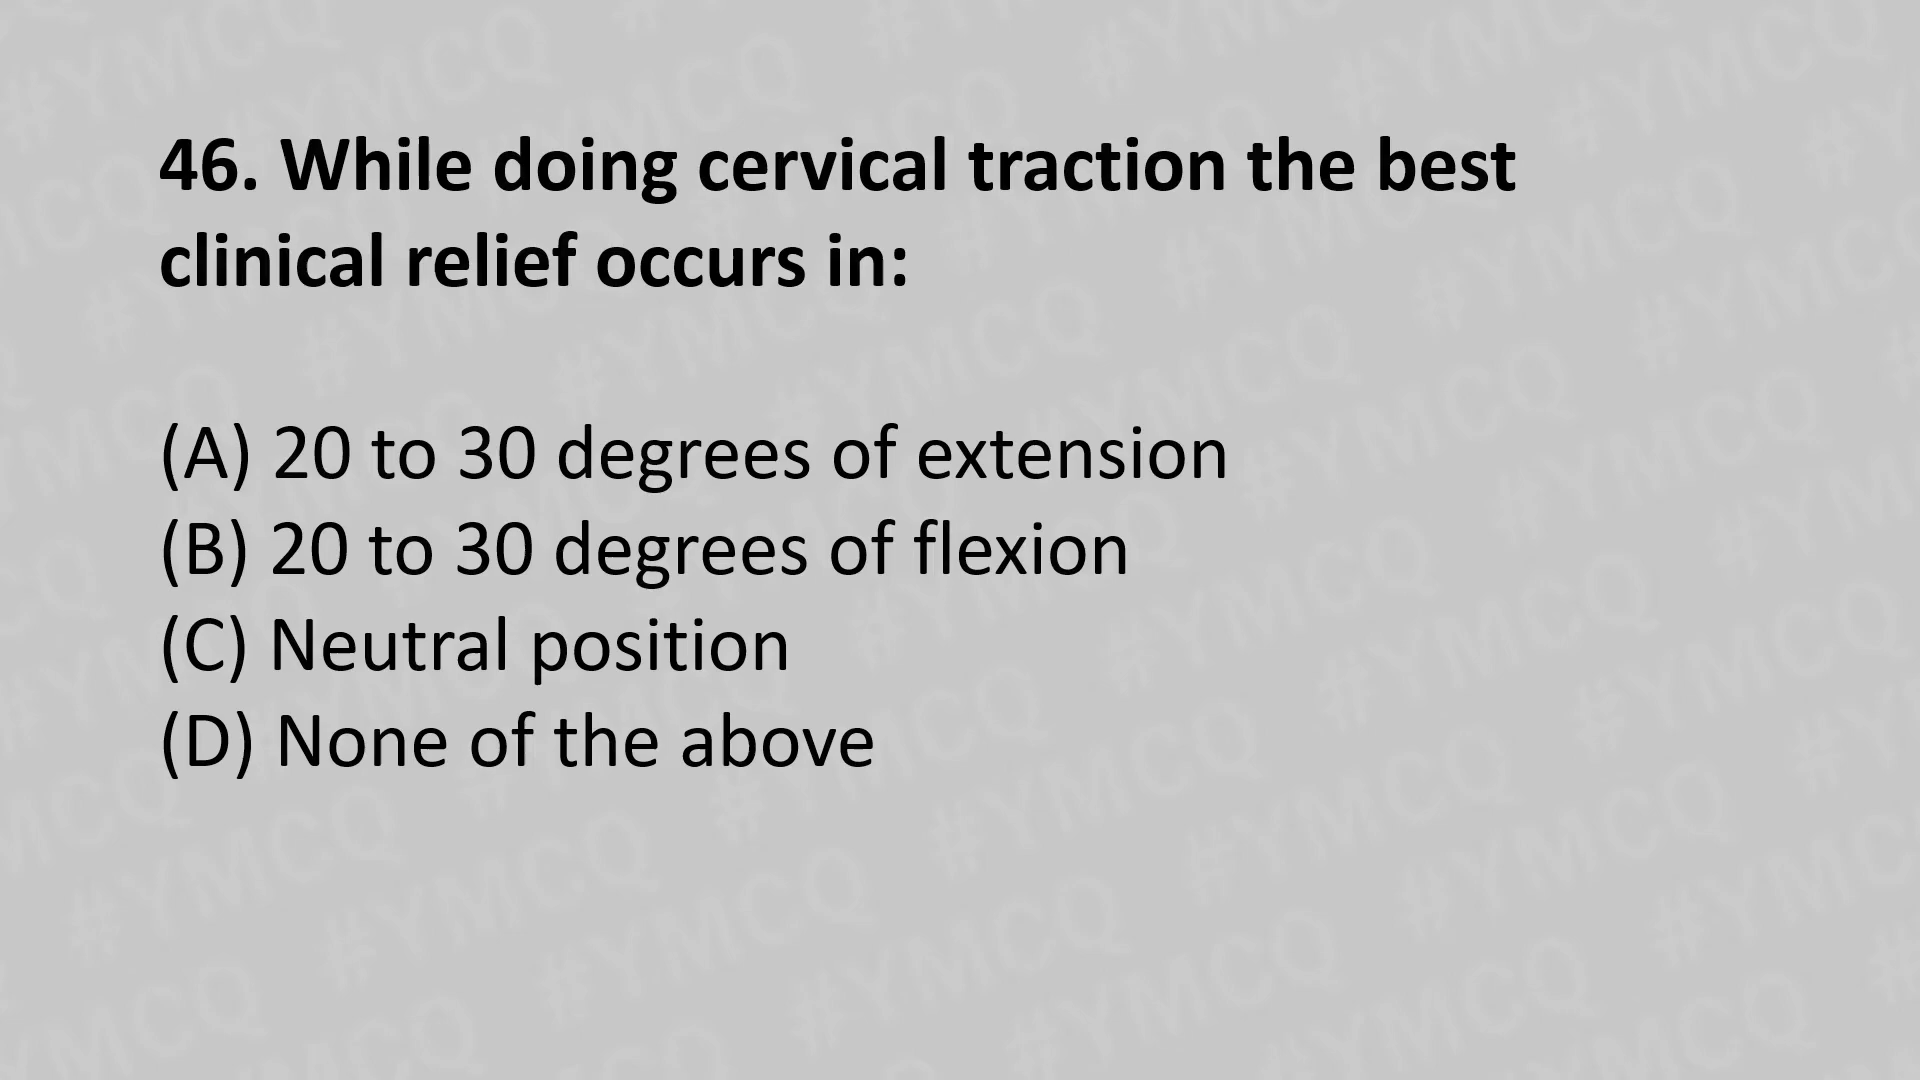 46. While doing cervical traction the best
clinical relief occurs in:
(A) 20 to 30 degrees of extension
(B) 20 to 30 degrees of flexion
(C) Neutral position
(D) None of the above
#YMCQ